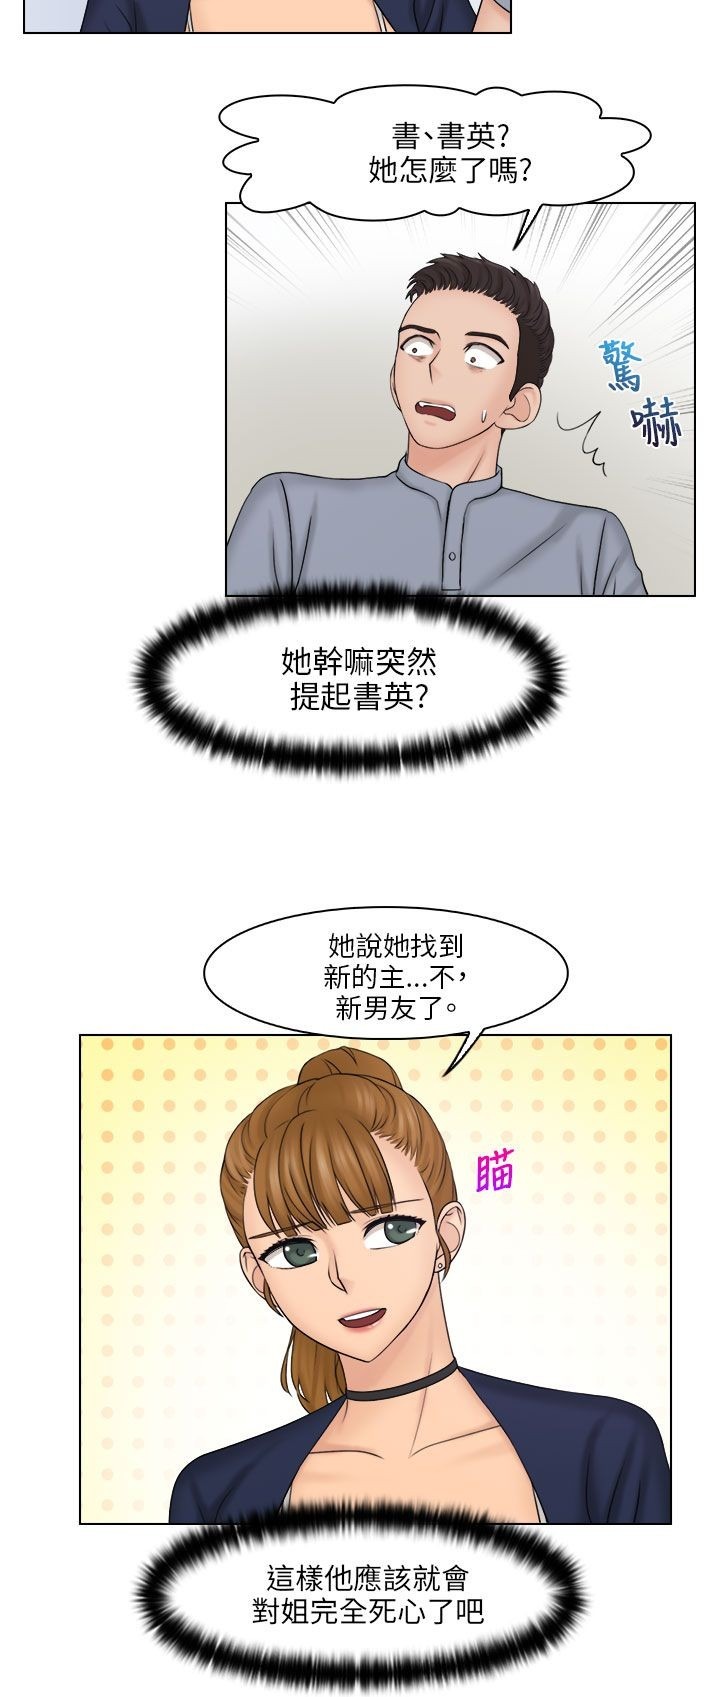 書、書英?
她怎麼了嗎?
驚
嚇
她幹嘛突然
提起書英?
她說她找到
新的主...不,
新男友了。
瞄
這樣他應該就會
對姐完全死心了吧